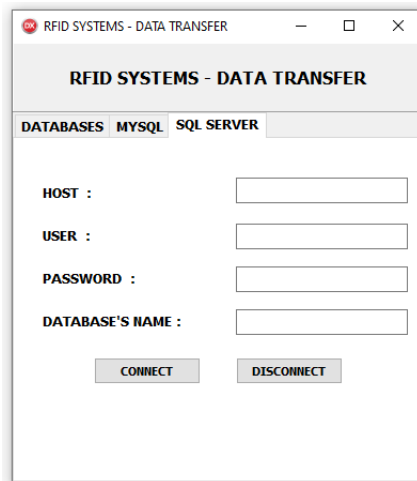 DX RFID SYSTEMS - DATA TRANSFER
RFID SYSTEMS - DATA TRANSFER
DATABASES MYSQL SQL SERVER
HOST :
USER :
PASSWORD :
DATABASE'S NAME :
CONNECT DISCONNECT